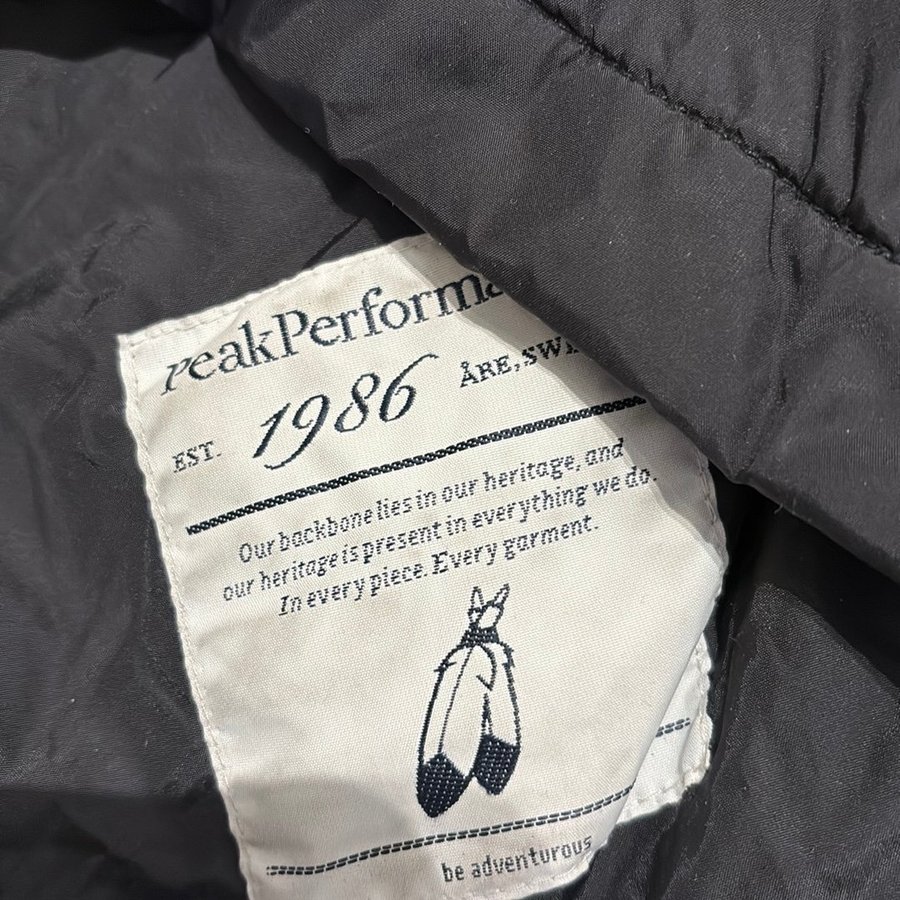 PeakPerforma
EST. 1986 ÅRE, SW
Our backbone lies in our heritage, and
our heritage is present in everything we do.
In every piece. Every garment.
be adventurous